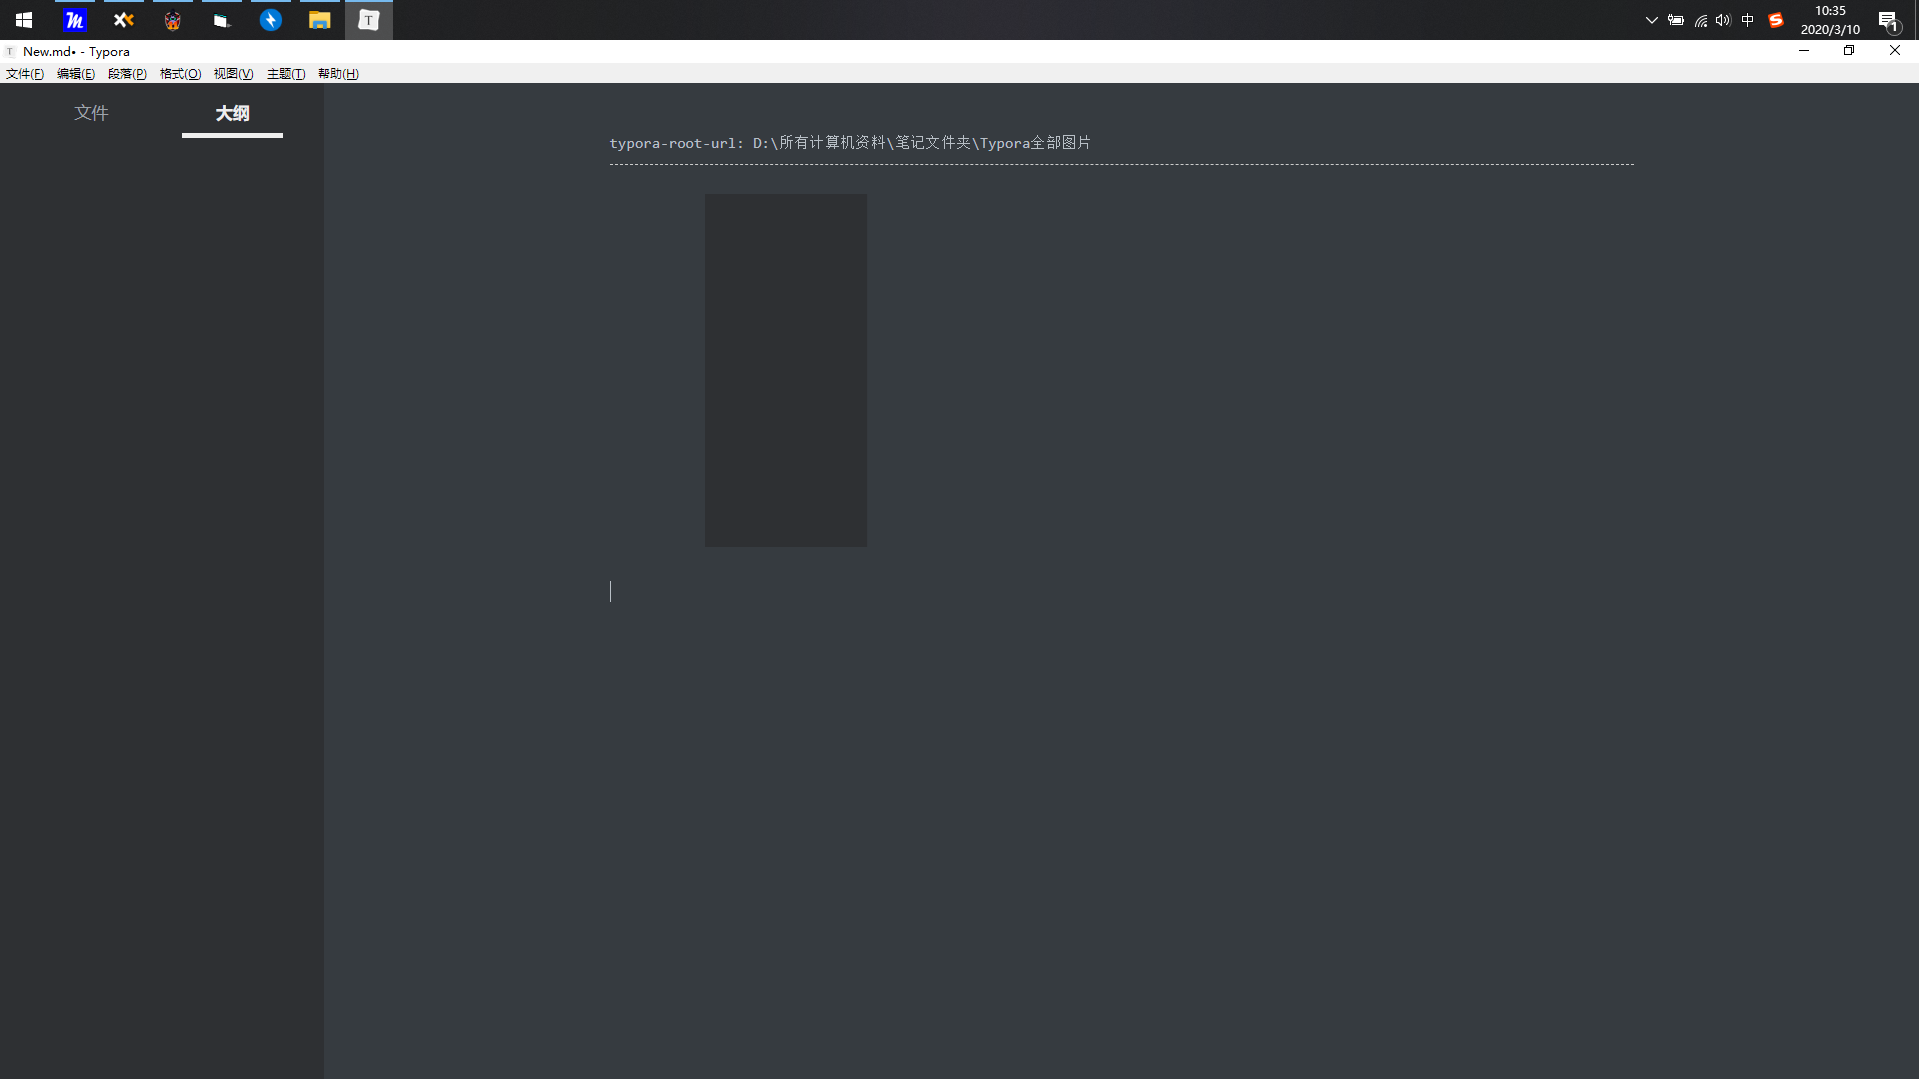 10:35
2020/3/10
1
中
T
New.md• - Typora
文件(F) 编辑(E) 段落(P) 格式(O) 视图(V) 主题(T) 帮助(H)
文件 大纲
typora-root-url: D:\所有计算机资料\笔记文件夹\Typora全部图片